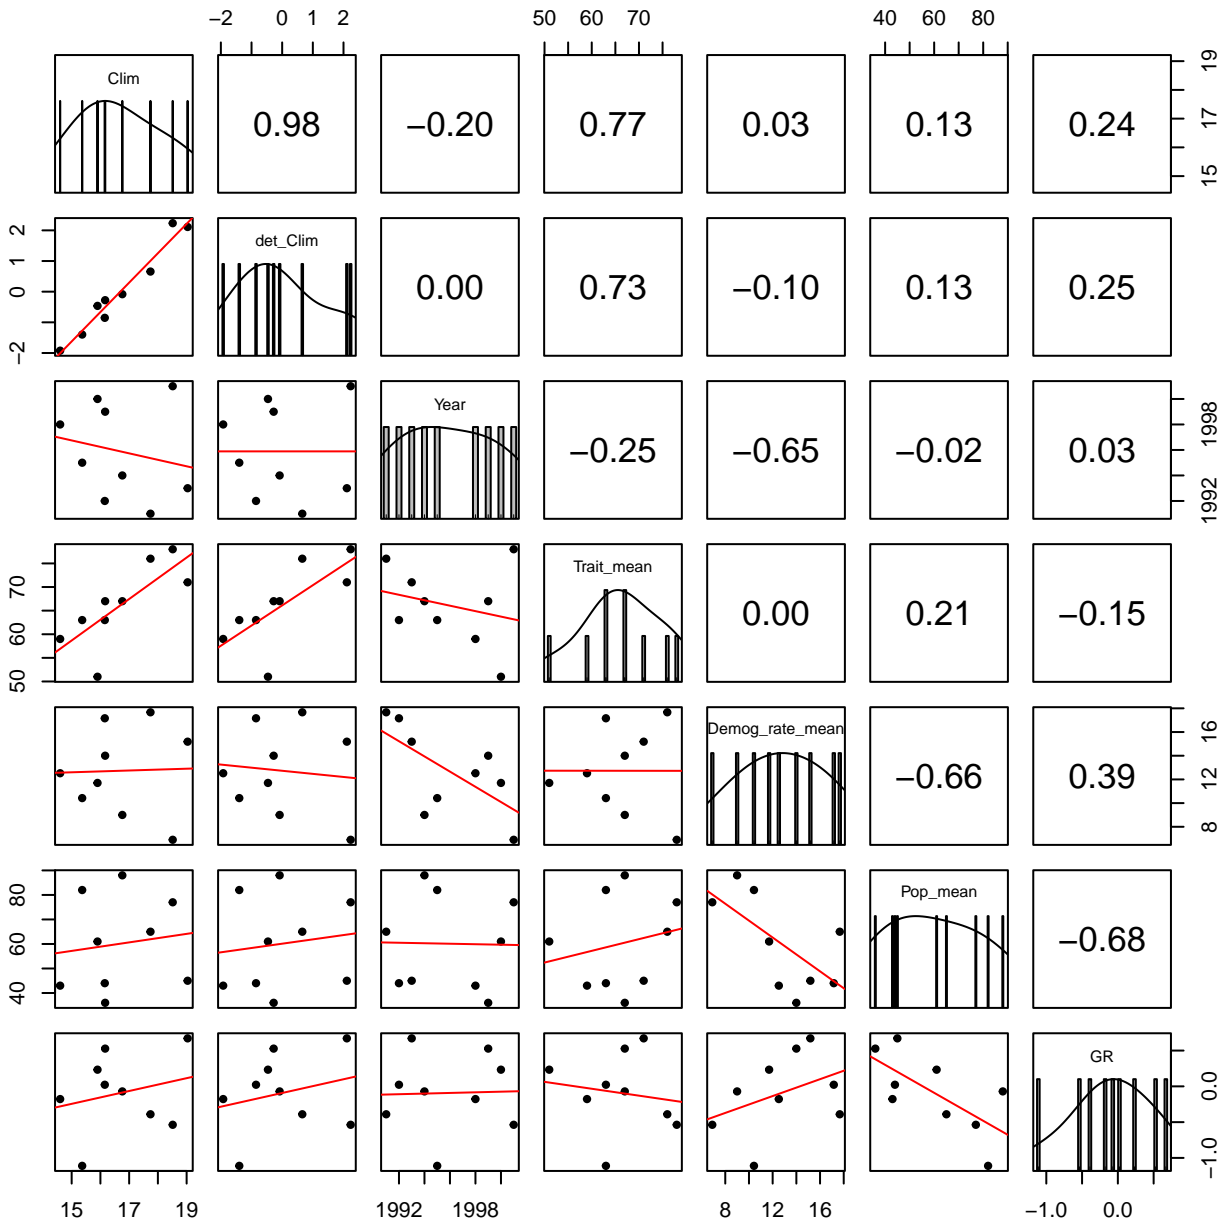 −2 0 1 2 50 60 70 40 60 80
Clim
0.98 −0.20 0.77 0.03 0.13 0.24
15 17 19
−2 0 1 2
det_Clim
0.00 0.73 −0.10 0.13 0.25
Year
−0.25 −0.65 −0.02 0.03
1992 1998
50 60 70
Trait_mean
0.00 0.21 −0.15
Demog_rate_mean
−0.66 0.39
8 12 16
40 60 80
Pop_mean
−0.68
GR
−1.0 0.0
15 17 19 1992 1998 8 12 16 −1.0 0.0